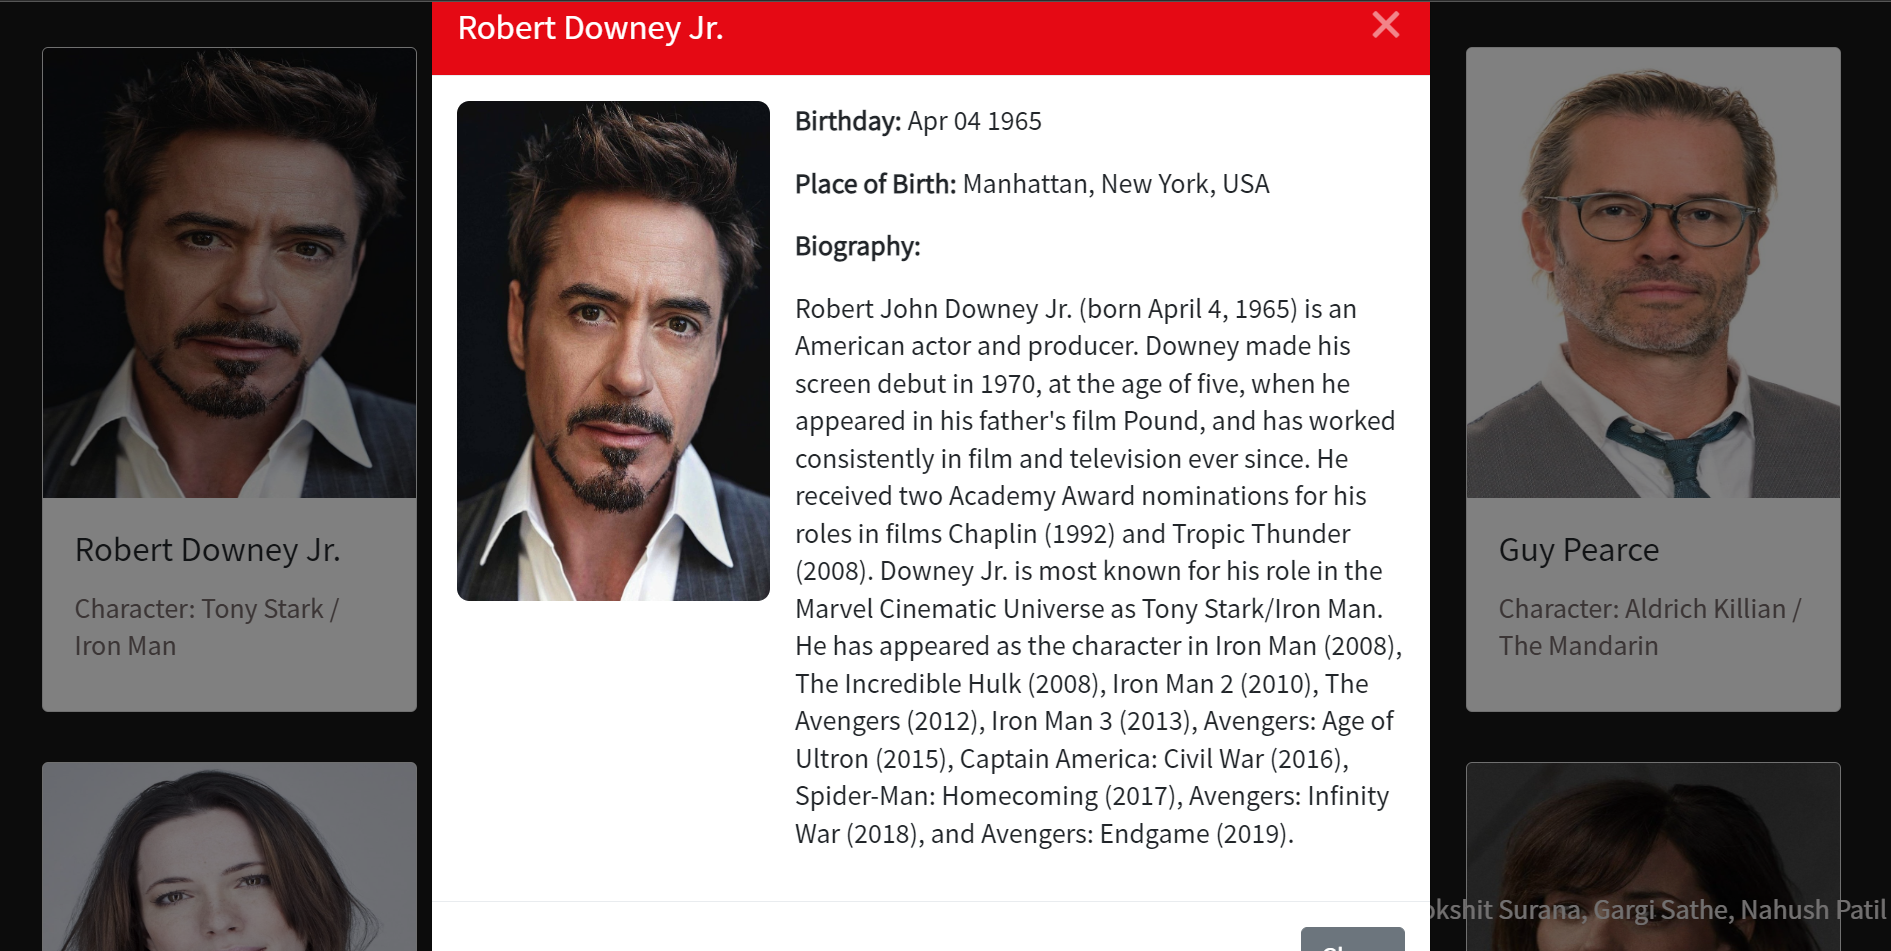 Robert Downey Jr.
×
Birthday: Apr 04 1965
Place of Birth: Manhattan, New York, USA
Biography:
Robert John Downey Jr. (born April 4, 1965) is an
American actor and producer. Downey made his
screen debut in 1970, at the age of five, when he
appeared in his father's film Pound, and has worked
consistently in film and television ever since. He
received two Academy Award nominations for his
roles in films Chaplin (1992) and Tropic Thunder
(2008). Downey Jr. is most known for his role in the
Marvel Cinematic Universe as Tony Stark/Iron Man.
He has appeared as the character in Iron Man (2008),
The Incredible Hulk (2008), Iron Man 2 (2010), The
Avengers (2012), Iron Man 3 (2013), Avengers: Age of
Ultron (2015), Captain America: Civil War (2016),
Spider-Man: Homecoming (2017), Avengers: Infinity
War (2018), and Avengers: Endgame (2019).
Robert Downey Jr.
Character: Tony Stark /
Iron Man
Guy Pearce
Character: Aldrich Killian /
The Mandarin
Surana, Gargi Sathe, Nahush Patil